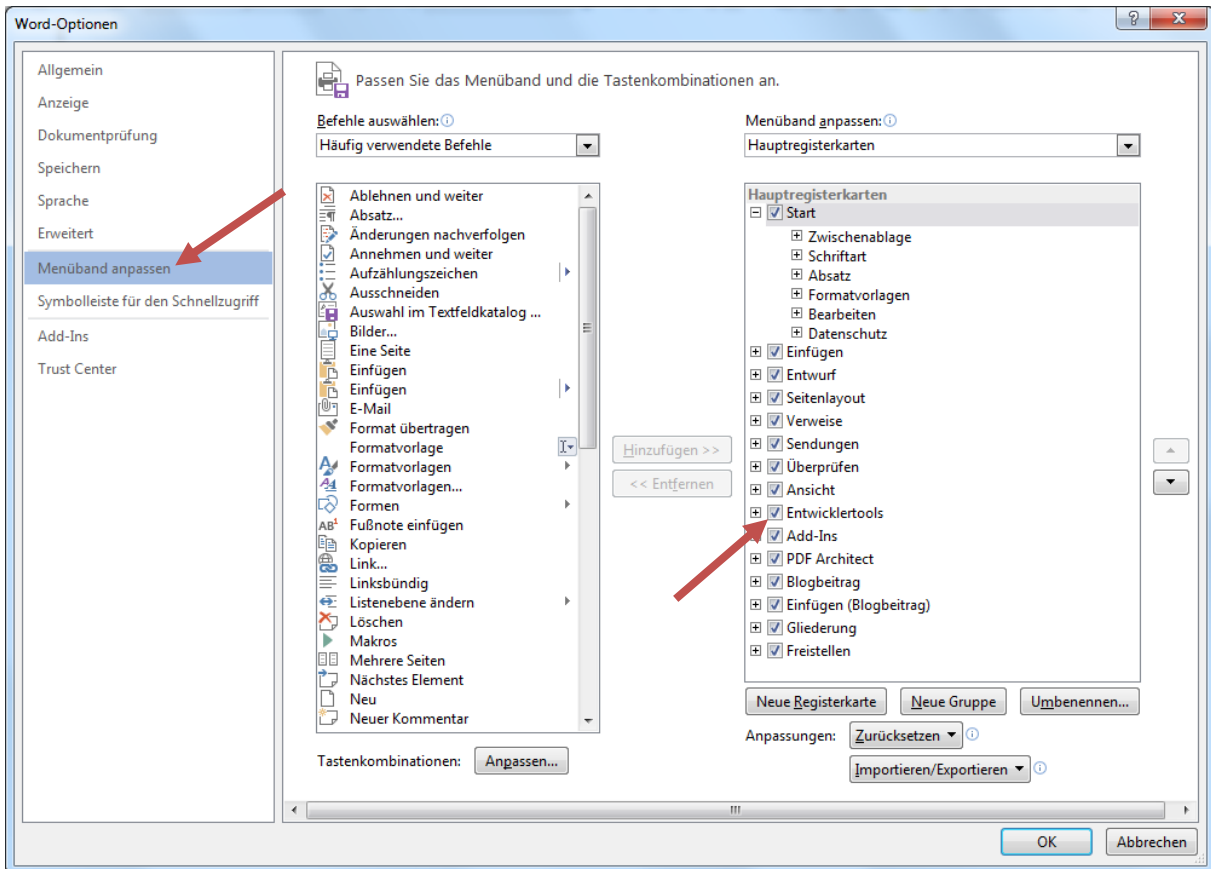 Word-Optionen
Allgemein
Anzeige
Dokumentprüfung
Speichern
Sprache
Erweitert
Menüband anpassen
Symbolleiste für den Schnellzugriff
Add-Ins
Trust Center
Passen Sie das Menüband und die Tastenkombinationen an.
Befehle auswählen:
Häufig verwendete Befehle
Ablehnen und weiter
Absatz...
Änderungen nachverfolgen
Annehmen und weiter
Aufzählungszeichen
Ausschneiden
Auswahl im Textfeldkatalog ...
Bilder...
Eine Seite
Einfügen
Einfügen
E-Mail
Format übertragen
Formatvorlage
Formatvorlagen
Formatvorlagen...
Formen
Fußnote einfügen
Kopieren
Link...
Linksbündig
Listenebene ändern
Löschen
Makros
Mehrere Seiten
Nächstes Element
Neu
Neuer Kommentar
Tastenkombinationen: Anpassen...
Hinzufügen >>
<< Entfernen
Menüband anpassen:
Hauptregisterkarten
Hauptregisterkarten
Start
Zwischenablage
Schriftart
Absatz
Formatvorlagen
Bearbeiten
Datenschutz
Einfügen
Entwurf
Seitenlayout
Verweise
Sendungen
Überprüfen
Ansicht
Entwicklertools
Add-Ins
PDF Architect
Blogbeitrag
Einfügen (Blogbeitrag)
Gliederung
Freistellen
Neue Registerkarte Neue Gruppe Umbenennen...
Anpassungen: Zurücksetzen
Importieren/Exportieren
OK Abbrechen